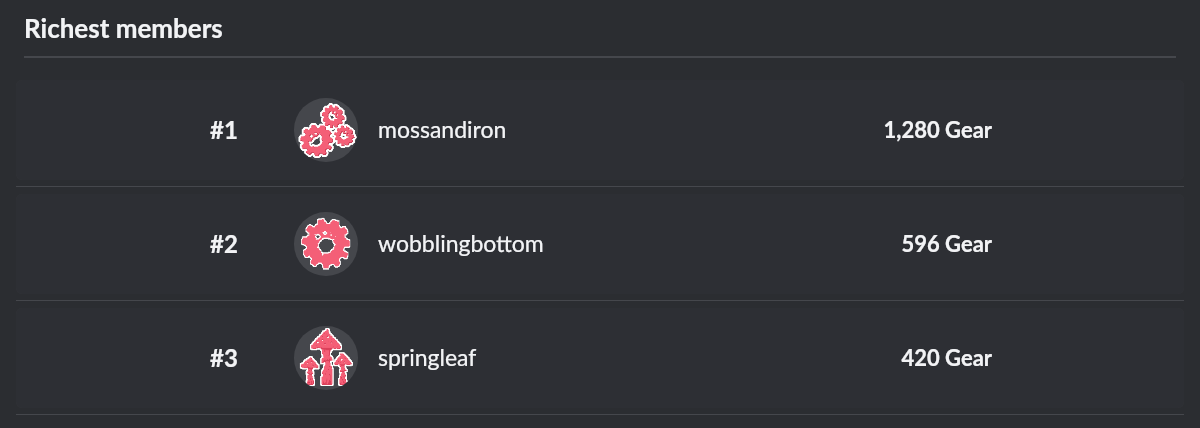 Richest members
#1 mossandiron 1,280 Gear
#2 wobblingbottom 596 Gear
#3 springleaf 420 Gear